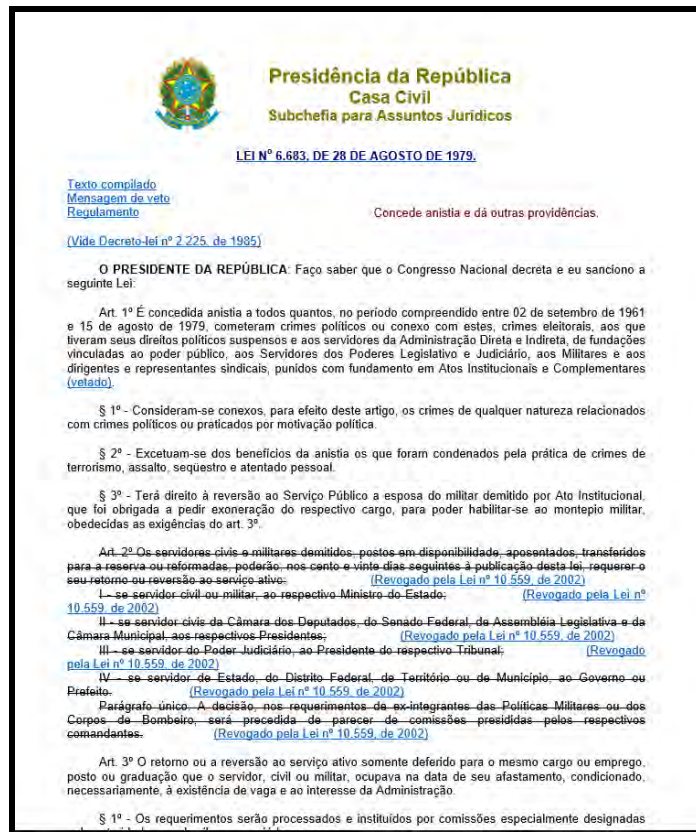 Presidência da República
Casa Civil
Subchefia para Assuntos Jurídicos
LEI Nº 6.683, DE 28 DE AGOSTO DE 1979.
Texto compilado
Mensagem de veto
Regulamento
Concede anistia e dá outras providências.
(Vide Decreto-lei nº 2.225, de 1985)
O PRESIDENTE DA REPÚBLICA: Faço saber que o Congresso Nacional decreta e eu sanciono a
seguinte Lei:
Art. 1º É concedida anistia a todos quantos, no período compreendido entre 02 de setembro de 1961
e 15 de agosto de 1979, cometeram crimes políticos ou conexo com estes, crimes eleitorais, aos que
tiveram seus direitos políticos suspensos e aos servidores da Administração Direta e Indireta, de fundações
vinculadas ao poder público, aos Servidores dos Poderes Legislativo e Judiciário, aos Militares e aos
dirigentes e representantes sindicais, punidos com fundamento em Atos Institucionais e Complementares
(vetado).
§ 1º - Consideram-se conexos, para efeito deste artigo, os crimes de qualquer natureza relacionados
com crimes políticos ou praticados por motivação política.
§ 2º - Excetuam-se dos benefícios da anistia os que foram condenados pela prática de crimes de
terrorismo, assalto, seqüestro e atentado pessoal.
§ 3º - Terá direito à reversão ao Serviço Público a esposa do militar demitido por Ato Institucional,
que foi obrigada a pedir exoneração do respectivo cargo, para poder habilitar-se ao montepio militar,
obedecidas as exigências do art. 3º.
Art. 2º Os servidores civis e militares demitidos, postos em disponibilidade, aposentados, transferidos
para a reserva ou reformados, poderão, nos cento e vinte dias seguintes à publicação desta lei, requerer o
seu retorno ou reversão ao serviço ativo: (Revogado pela Lei nº 10.559, de 2002)
I - se servidor civil ou militar, ao respectivo Ministro do Estado; (Revogado pela Lei nº
10.559, de 2002)
II - se servidor civis da Câmara dos Deputados, do Senado Federal, de Assembléia Legislativa e da
Câmara Municipal, aos respectivos Presidentes; (Revogado pela Lei nº 10.559, de 2002)
III - se servidor do Poder Judiciário, ao Presidente do respectivo Tribunal; (Revogado
pela Lei nº 10.559, de 2002)
IV - se servidor de Estado, do Distrito Federal, de Território ou de Município, ao Governo ou
Prefeito. (Revogado pela Lei nº 10.559, de 2002)
Parágrafo único. A decisão, nos requerimentos de ex-integrantes das Políticas Militares ou dos
Corpos de Bombeiro, será precedida de parecer de comissões presididas pelos respectivos
comandantes. (Revogado pela Lei nº 10.559, de 2002)
Art. 3º O retorno ou a reversão ao serviço ativo somente deferido para o mesmo cargo ou emprego,
posto ou graduação que o servidor, civil ou militar, ocupava na data de seu afastamento, condicionado,
necessariamente, à existência de vaga e ao interesse da Administração.
§ 1º - Os requerimentos serão processados e instituídos por comissões especialmente designadas